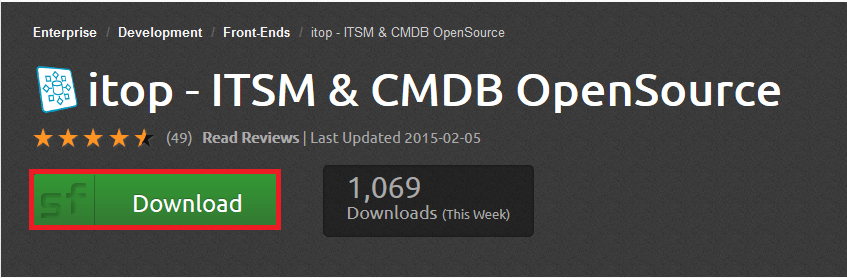 Enterprise / Development / Front-Ends / itop - ITSM & CMDB OpenSource
itop - ITSM & CMDB OpenSource
(49) Read Reviews | Last Updated 2015-02-05
sf Download
1,069
Downloads (This Week)